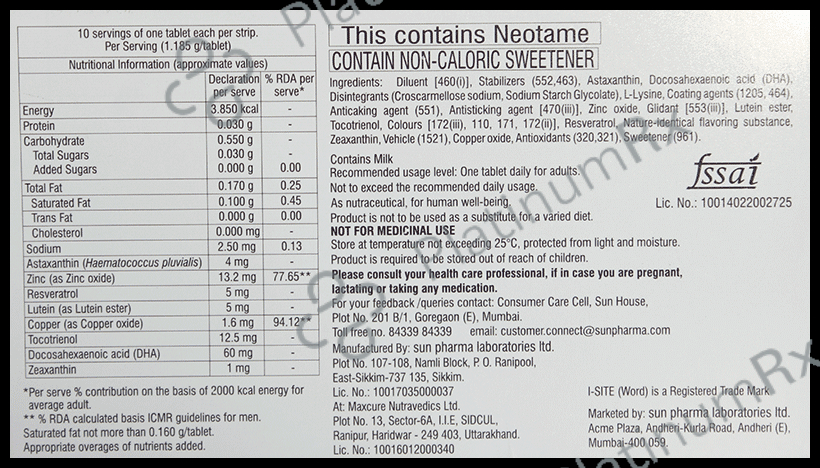 10 servings of one tablet each per strip.
Per Serving (1.185 g/tablet)
Nutritional Information (approximate values)
Declaration per serve % RDA per serve*
Energy 3.850 kcal -
Protein 0.030 g -
Carbohydrate 0.550 g -
Total Sugars 0.030 g -
Added Sugars 0.000 g 0.00
Total Fat 0.170 g 0.25
Saturated Fat 0.100 g 0.45
Trans Fat 0.000 g 0.00
Cholesterol 0.000 mg -
Sodium 2.50 mg 0.13
Astaxanthin (Haematococcus pluvialis) 4 mg -
Zinc (as Zinc oxide) 13.2 mg 77.65**
Resveratrol 5 mg -
Lutein (as Lutein ester) 5 mg -
Copper (as Copper oxide) 1.6 mg 94.12**
Tocotrienol 12.5 mg -
Docosahexaenoic acid (DHA) 60 mg -
Zeaxanthin 1 mg -
*Per serve % contribution on the basis of 2000 kcal energy for
average adult.
** % RDA calculated basis ICMR guidelines for men.
Saturated fat not more than 0.160 g/tablet.
Appropriate overages of nutrients added.
This contains Neotame
CONTAIN NON-CALORIC SWEETENER
Ingredients: Diluent [460(i)], Stabilizers (552,463), Astaxanthin, Docosahexaenoic acid (DHA),
Disintegrants (Croscarmellose sodium, Sodium Starch Glycolate), L-Lysine, Coating agents (1205, 464),
Anticaking agent (551), Antisticking agent [470(iii)], Zinc oxide, Glidant [553(iii)], Lutein ester,
Tocotrienol, Colours [172(iii), 110, 171, 172(ii)], Resveratrol, Nature-identical flavoring substance,
Zeaxanthin, Vehicle (1521), Copper oxide, Antioxidants (320,321), Sweetener (961).
Contains Milk
Recommended usage level: One tablet daily for adults.
Not to exceed the recommended daily usage.
As nutraceutical, for human well-being.
Product is not to be used as a substitute for a varied diet.
NOT FOR MEDICINAL USE
Store at temperature not exceeding 25°C, protected from light and moisture.
Product is required to be stored out of reach of children.
Please consult your health care professional, if in case you are pregnant,
lactating or taking any medication.
For your feedback /queries contact: Consumer Care Cell, Sun House,
Plot No. 201 B/1, Goregaon (E), Mumbai.
Toll free no. 84339 84339 email: customer.connect@sunpharma.com
Manufactured By: sun pharma laboratories ltd.
Plot No. 107-108, Namli Block, P. O. Ranipool,
East-Sikkim-737 135, Sikkim.
Lic. No.: 10017035000037
At: Maxcure Nutravedics Ltd.
Plot No. 13, Sector-6A, I.I.E, SIDCUL,
Ranipur, Haridwar - 249 403, Uttarakhand.
Lic. No.: 10016012000340
fssai
Lic. No.: 10014022002725
I-SITE (Word) is a Registered Trade Mark
Marketed by: sun pharma laboratories ltd.
Acme Plaza, Andheri-Kurla Road, Andheri (E),
Mumbai-400 059.
PlatinumRx
PlatinumRx
PlatinumRx